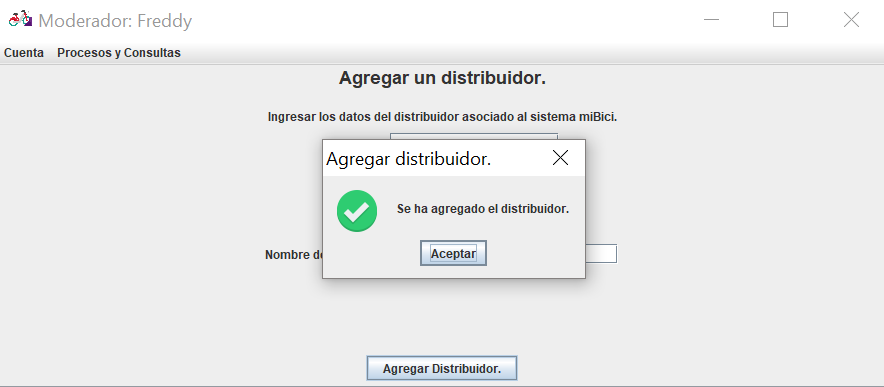 Moderador: Freddy
Cuenta Procesos y Consultas
Agregar un distribuidor.
Ingresar los datos del distribuidor asociado al sistema miBici.
Agregar distribuidor.
Se ha agregado el distribuidor.
Nombre de
Aceptar
Agregar Distribuidor.